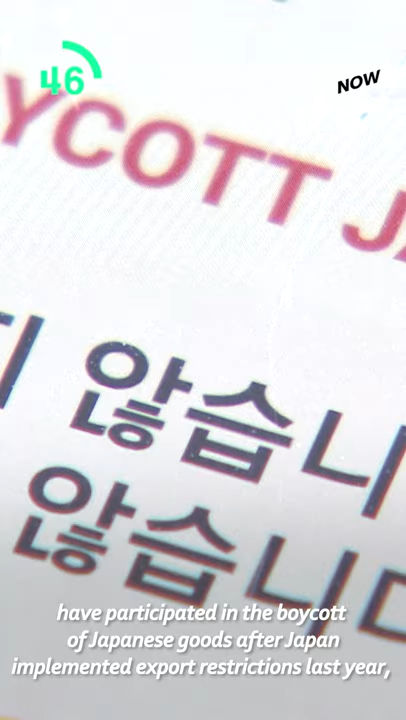 46
NOW
YCOTT JA
지 않습니
않습니다
have participated in the boycott
of Japanese goods after Japan
implemented export restrictions last year,